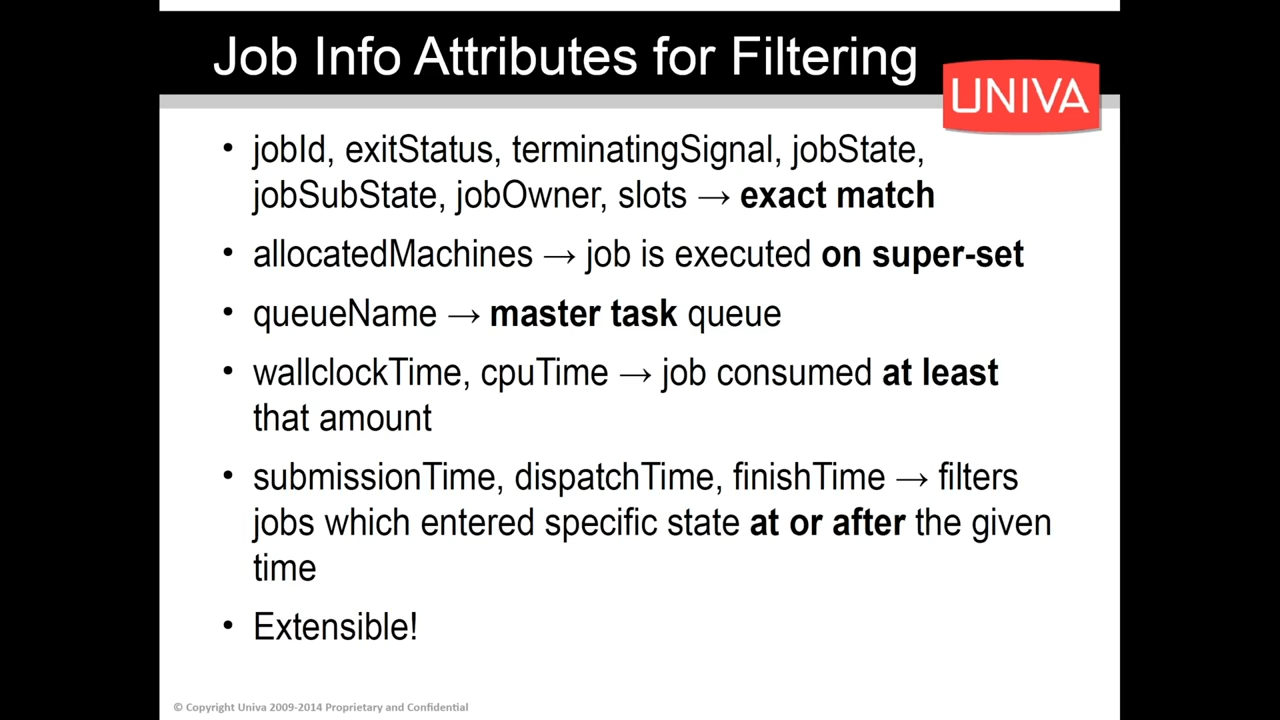 Job Info Attributes for Filtering
UNIVA
• jobId, exitStatus, terminatingSignal, jobState,
jobSubState, jobOwner, slots → exact match
• allocatedMachines → job is executed on super-set
• queueName → master task queue
• wallclockTime, cpuTime → job consumed at least
that amount
• submissionTime, dispatchTime, finishTime → filters
jobs which entered specific state at or after the given
time
• Extensible!
© Copyright Univa 2009-2014 Proprietary and Confidential